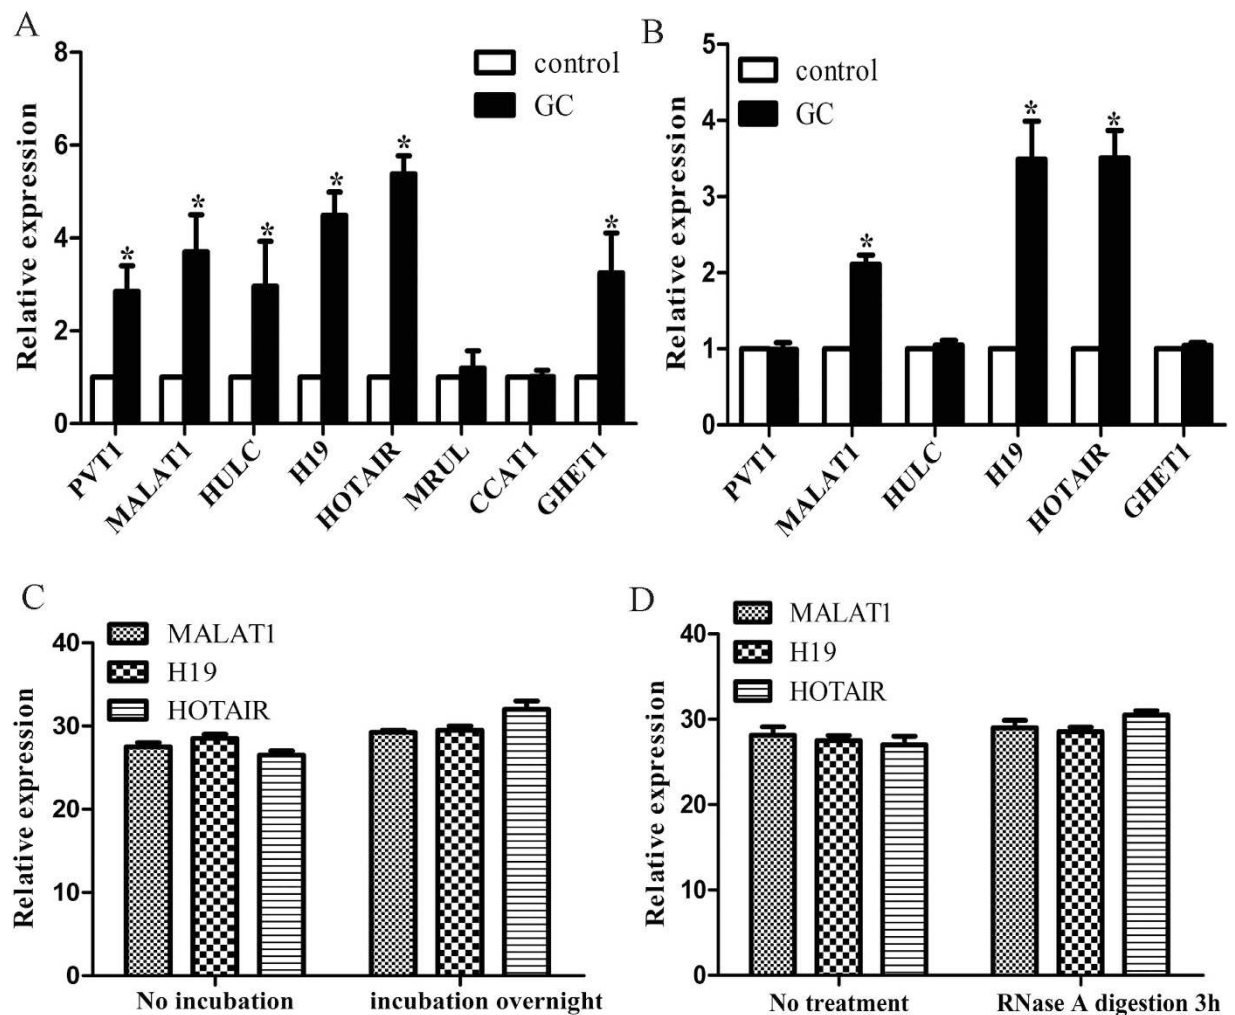 A
Relative expression
8
6
4
2
0
control
GC
* * * * * *
PVT1 MALAT1 HULC H19 HOTAIR MRUL CCAT1 GHET1
B
Relative expression
5
4
3
2
1
0
control
GC
* * *
PVT1 MALAT1 HULC H19 HOTAIR GHET1
C
Relative expression
40
30
20
10
0
MALAT1
H19
HOTAIR
No incubation incubation overnight
D
Relative expression
40
30
20
10
0
MALAT1
H19
HOTAIR
No treatment RNase A digestion 3h